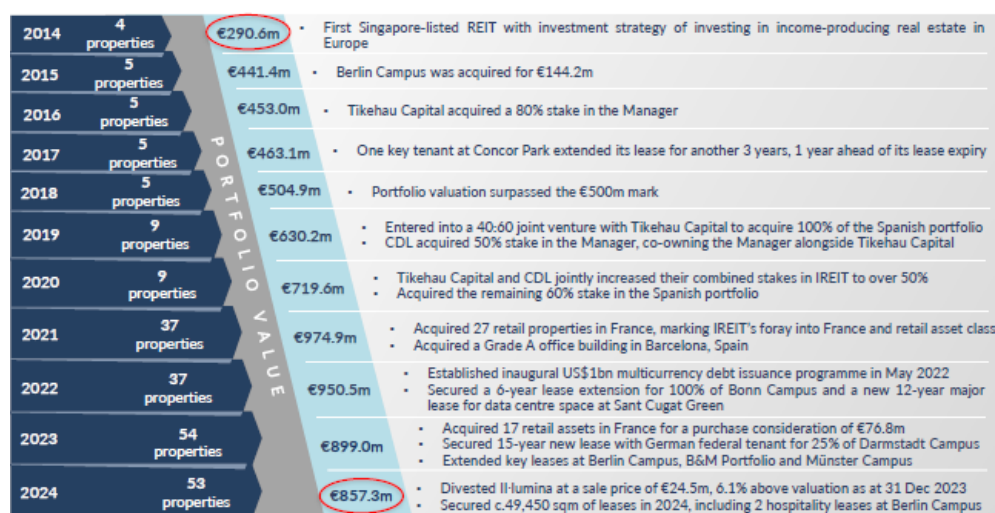 2014
4
properties
€290.6m
• First Singapore-listed REIT with investment strategy of investing in income-producing real estate in
Europe
2015
5
properties
€441.4m
• Berlin Campus was acquired for €144.2m
2016
5
properties
€453.0m
• Tikehau Capital acquired a 80% stake in the Manager
2017
5
properties
€463.1m
• One key tenant at Concor Park extended its lease for another 3 years, 1 year ahead of its lease expiry
2018
5
properties
€504.9m
• Portfolio valuation surpassed the €500m mark
2019
9
properties
€630.2m
• Entered into a 40:60 joint venture with Tikehau Capital to acquire 100% of the Spanish portfolio
• CDL acquired 50% stake in the Manager, co-owning the Manager alongside Tikehau Capital
2020
9
properties
€719.6m
• Tikehau Capital and CDL jointly increased their combined stakes in IREIT to over 50%
• Acquired the remaining 60% stake in the Spanish portfolio
2021
37
properties
€974.9m
• Acquired 27 retail properties in France, marking IREIT's foray into France and retail asset class
• Acquired a Grade A office building in Barcelona, Spain
2022
37
properties
€950.5m
• Established inaugural US$1bn multicurrency debt issuance programme in May 2022
• Secured a 6-year lease extension for 100% of Bonn Campus and a new 12-year major
lease for data centre space at Sant Cugat Green
2023
54
properties
€899.0m
• Acquired 17 retail assets in France for a purchase consideration of €76.8m
• Secured 15-year new lease with German federal tenant for 25% of Darmstadt Campus
• Extended key leases at Berlin Campus, B&M Portfolio and Münster Campus
2024
53
properties
€857.3m
• Divested Il·lumina at a sale price of €24.5m, 6.1% above valuation as at 31 Dec 2023
• Secured c.49,450 sqm of leases in 2024, including 2 hospitality leases at Berlin Campus
PORTFOLIO VALUE